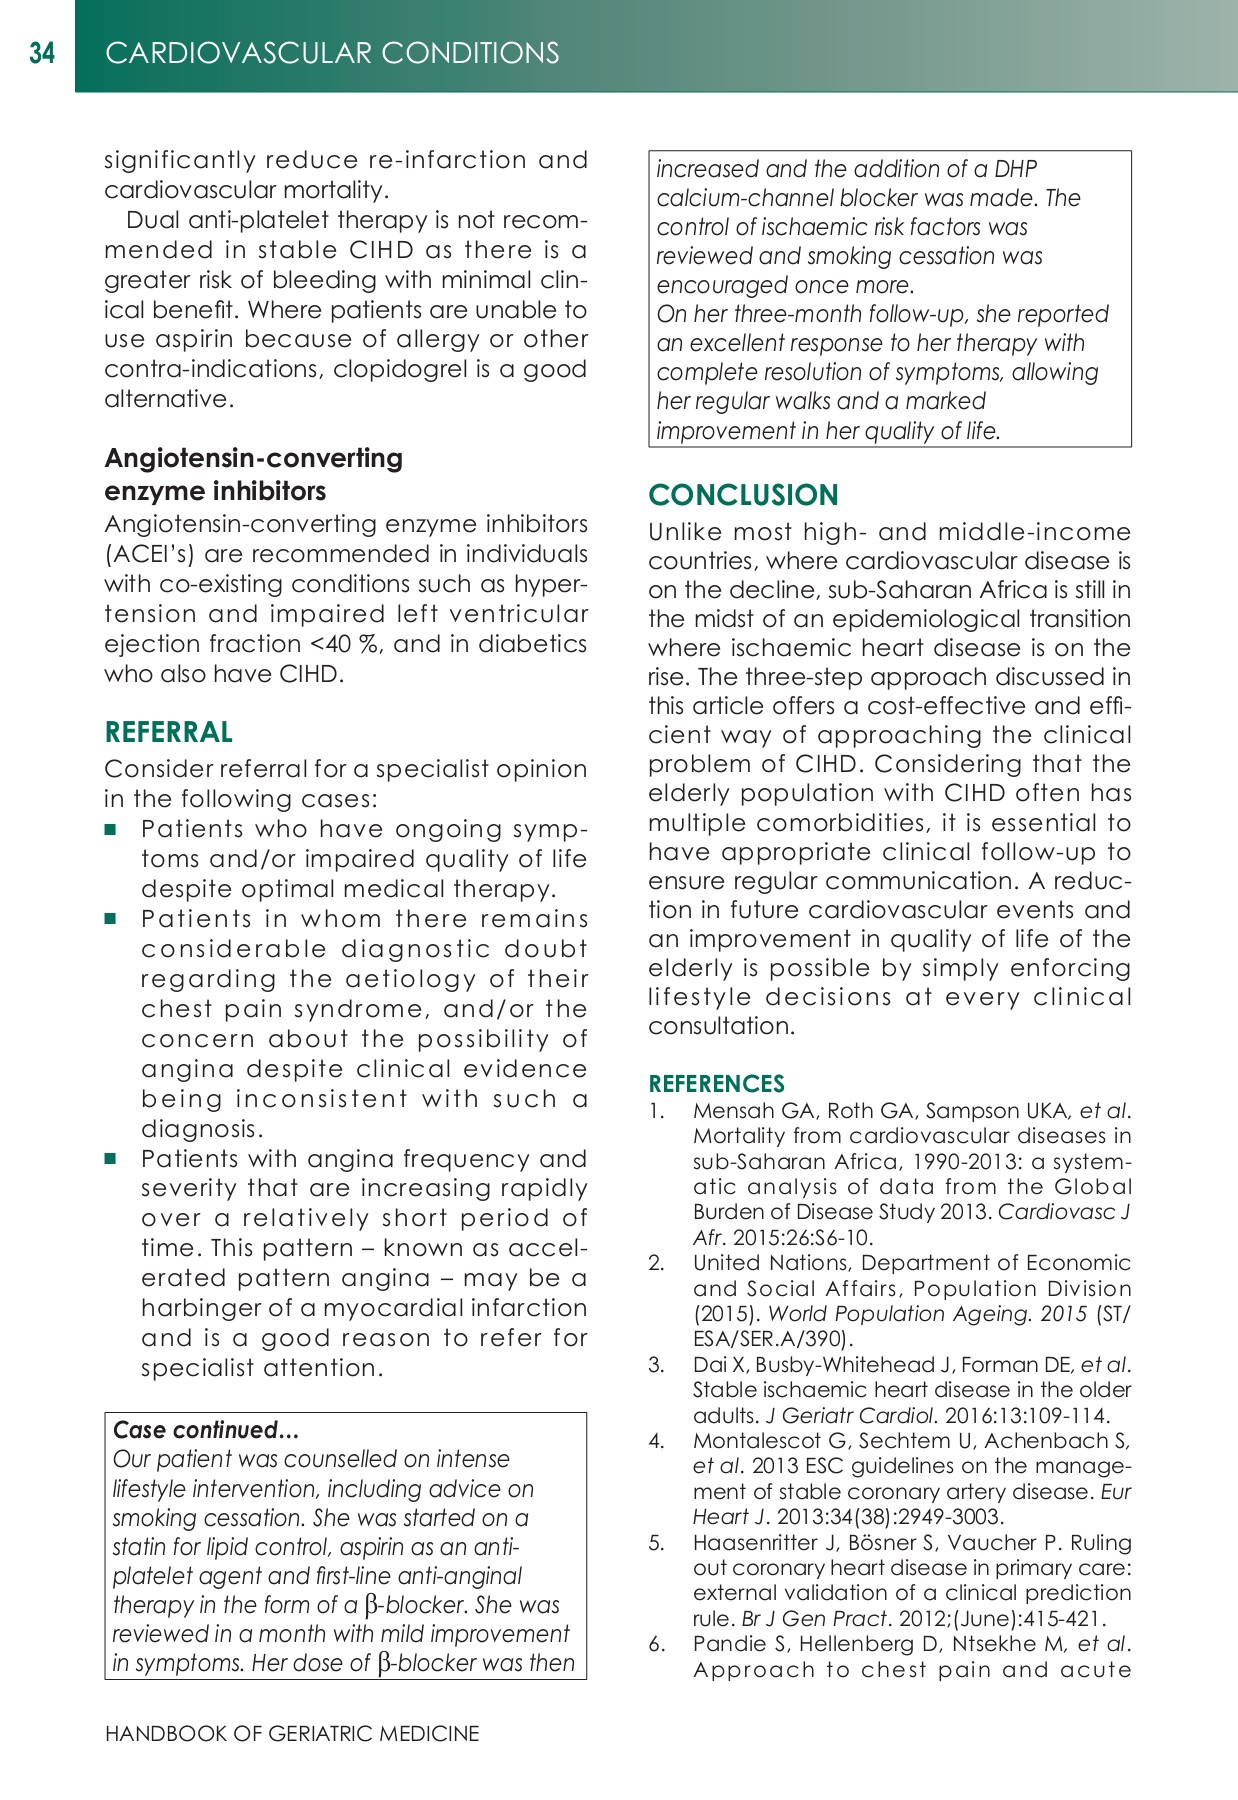 34
CARDIOVASCULAR CONDITIONS
significantly reduce re-infarction and
cardiovascular mortality.
Dual anti-platelet therapy is not recom-
mended in stable CIHD as there is a
greater risk of bleeding with minimal clin-
ical benefit. Where patients are unable to
use aspirin because of allergy or other
contra-indications, clopidogrel is a good
alternative.
Angiotensin-converting
enzyme inhibitors
Angiotensin-converting enzyme inhibitors
(ACEI’s) are recommended in individuals
with co-existing conditions such as hyper-
tension and impaired left ventricular
ejection fraction <40 %, and in diabetics
who also have CIHD.
REFERRAL
Consider referral for a specialist opinion
in the following cases:
■ Patients who have ongoing symp-
toms and/or impaired quality of life
despite optimal medical therapy.
■ Patients in whom there remains
considerable diagnostic doubt
regarding the aetiology of their
chest pain syndrome, and/or the
concern about the possibility of
angina despite clinical evidence
being inconsistent with such a
diagnosis.
■ Patients with angina frequency and
severity that are increasing rapidly
over a relatively short period of
time. This pattern – known as accel-
erated pattern angina – may be a
harbinger of a myocardial infarction
and is a good reason to refer for
specialist attention.
Case continued…
Our patient was counselled on intense
lifestyle intervention, including advice on
smoking cessation. She was started on a
statin for lipid control, aspirin as an anti-
platelet agent and first-line anti-anginal
therapy in the form of a β-blocker. She was
reviewed in a month with mild improvement
in symptoms. Her dose of β-blocker was then
increased and the addition of a DHP
calcium-channel blocker was made. The
control of ischaemic risk factors was
reviewed and smoking cessation was
encouraged once more.
On her three-month follow-up, she reported
an excellent response to her therapy with
complete resolution of symptoms, allowing
her regular walks and a marked
improvement in her quality of life.
CONCLUSION
Unlike most high- and middle-income
countries, where cardiovascular disease is
on the decline, sub-Saharan Africa is still in
the midst of an epidemiological transition
where ischaemic heart disease is on the
rise. The three-step approach discussed in
this article offers a cost-effective and effi-
cient way of approaching the clinical
problem of CIHD. Considering that the
elderly population with CIHD often has
multiple comorbidities, it is essential to
have appropriate clinical follow-up to
ensure regular communication. A reduc-
tion in future cardiovascular events and
an improvement in quality of life of the
elderly is possible by simply enforcing
lifestyle decisions at every clinical
consultation.
REFERENCES
1. Mensah GA, Roth GA, Sampson UKA, et al.
Mortality from cardiovascular diseases in
sub-Saharan Africa, 1990-2013: a system-
atic analysis of data from the Global
Burden of Disease Study 2013. Cardiovasc J
Afr. 2015:26:S6-10.
2. United Nations, Department of Economic
and Social Affairs, Population Division
(2015). World Population Ageing. 2015 (ST/
ESA/SER.A/390).
3. Dai X, Busby-Whitehead J, Forman DE, et al.
Stable ischaemic heart disease in the older
adults. J Geriatr Cardiol. 2016:13:109-114.
4. Montalescot G, Sechtem U, Achenbach S,
et al. 2013 ESC guidelines on the manage-
ment of stable coronary artery disease. Eur
Heart J. 2013:34(38):2949-3003.
5. Haasenritter J, Bösner S, Vaucher P. Ruling
out coronary heart disease in primary care:
external validation of a clinical prediction
rule. Br J Gen Pract. 2012;(June):415-421.
6. Pandie S, Hellenberg D, Ntsekhe M, et al.
Approach to chest pain and acute
HANDBOOK OF GERIATRIC MEDICINE